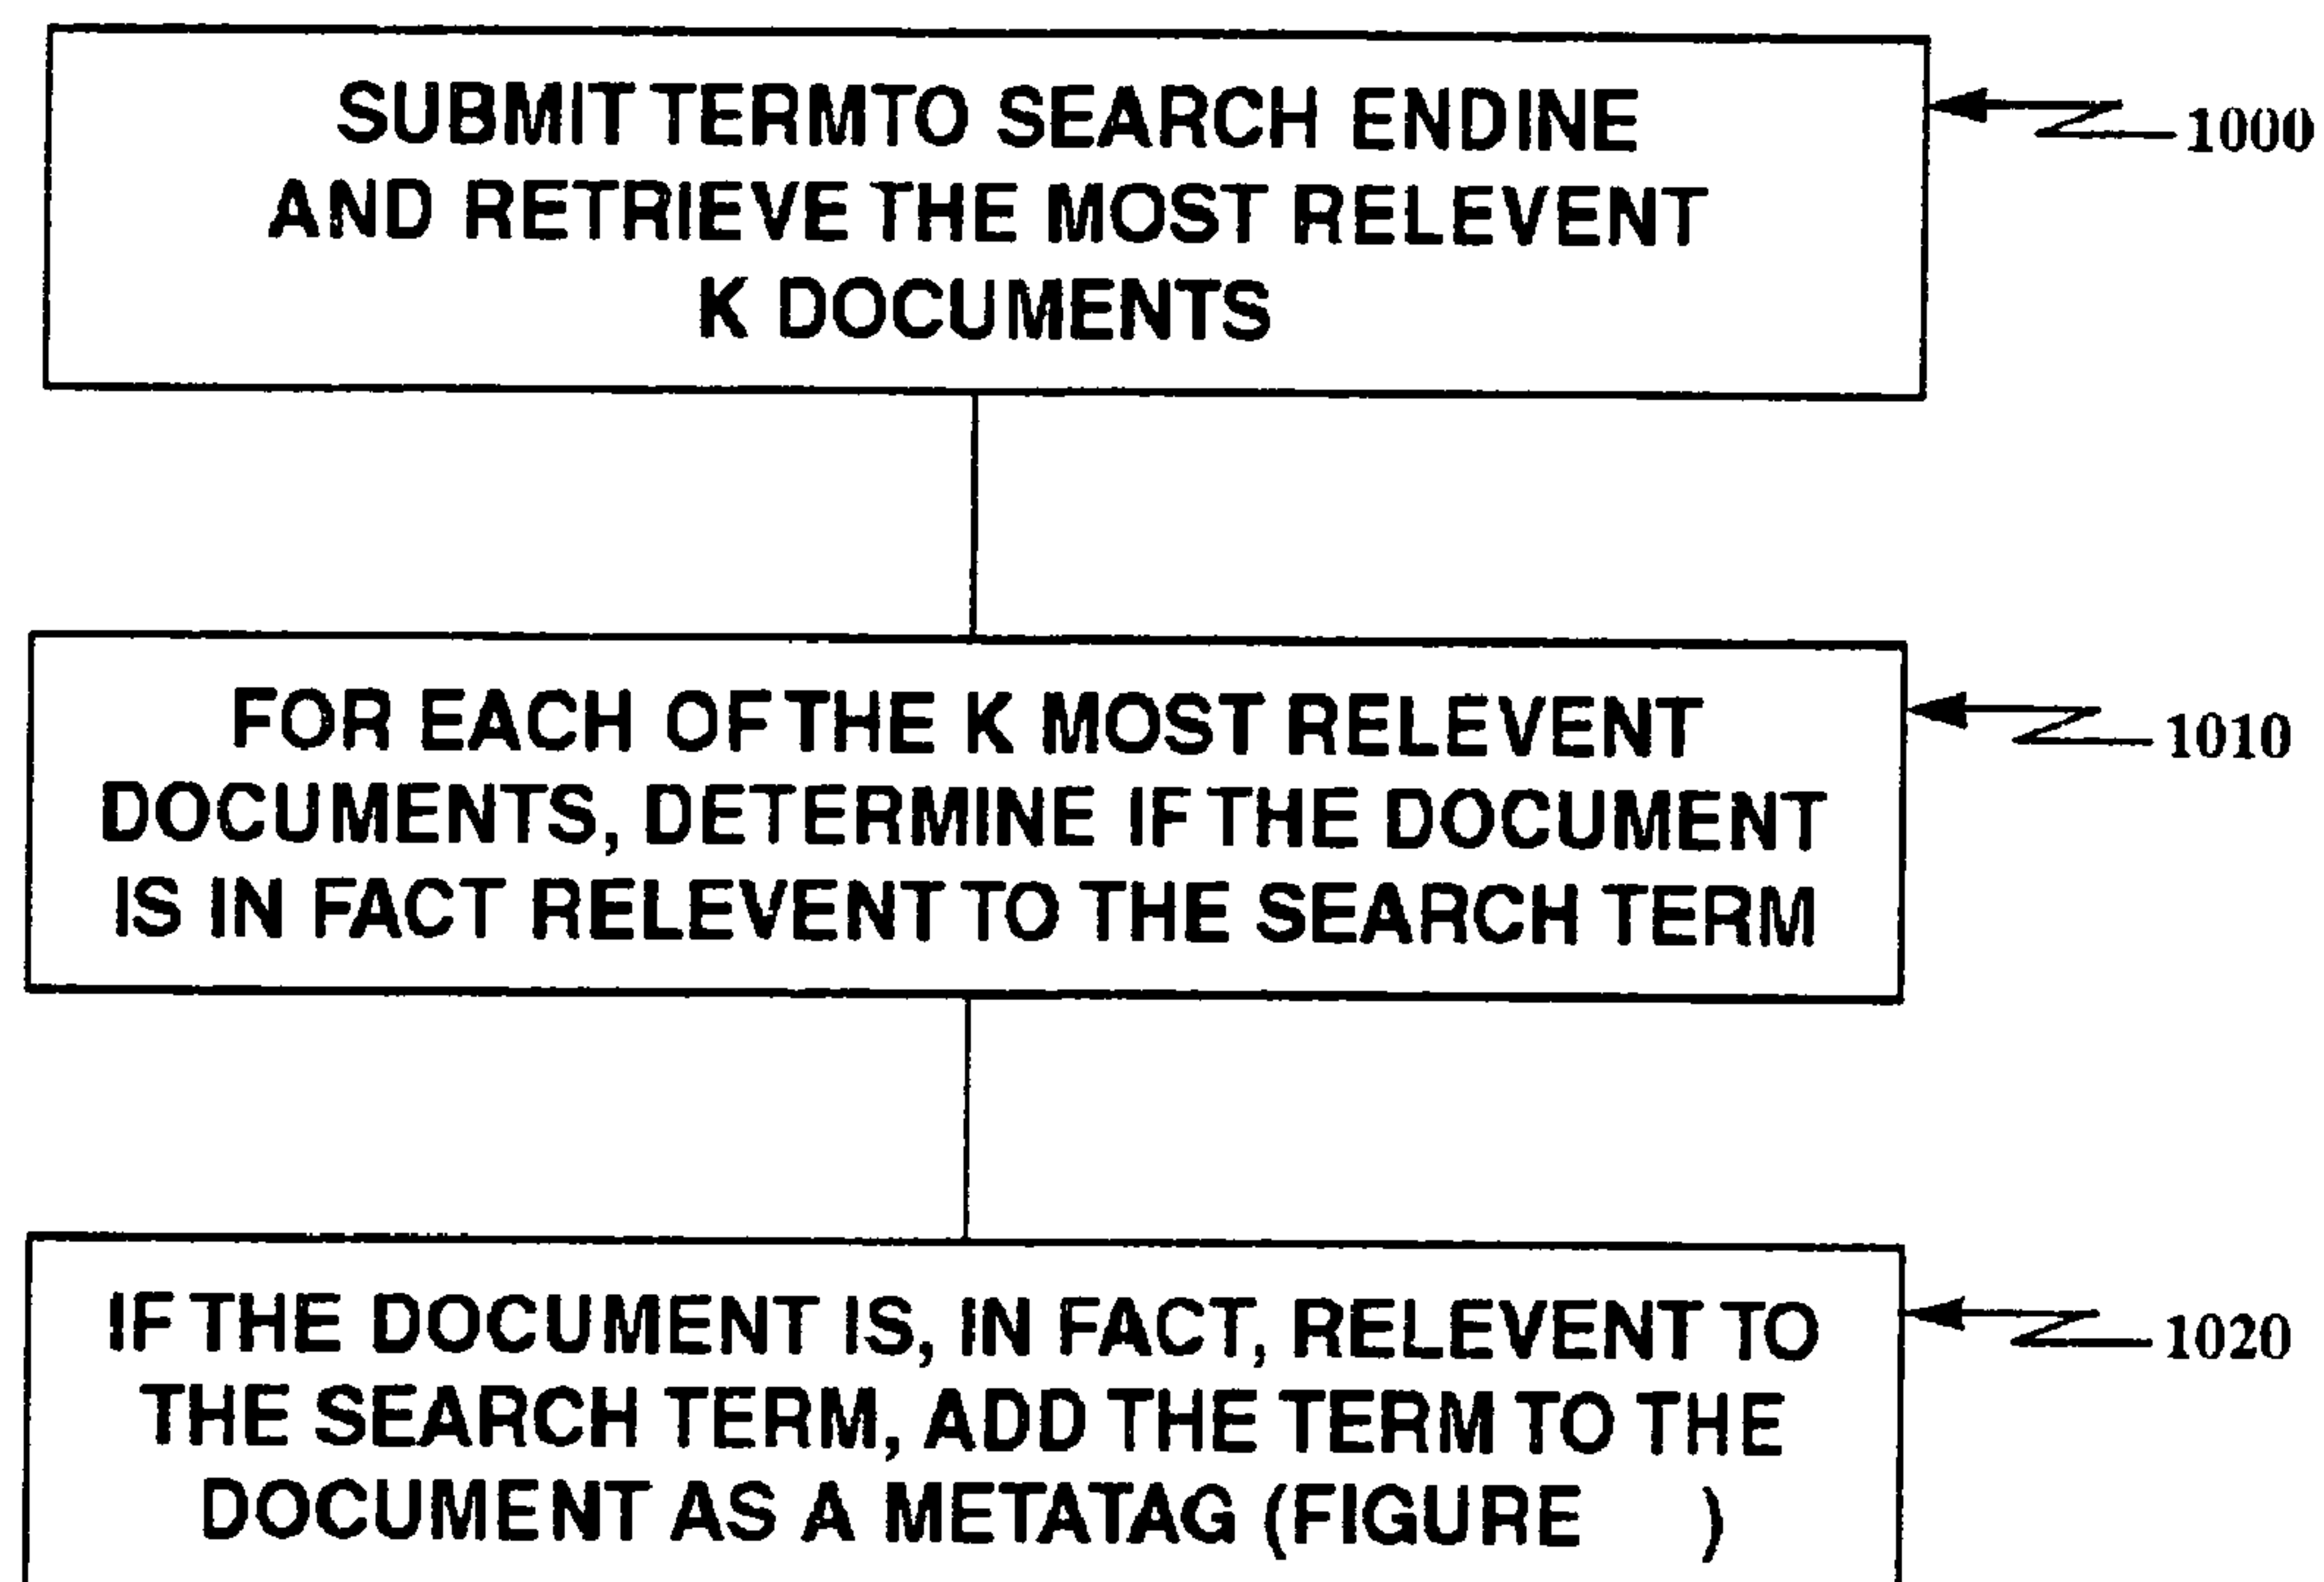 SUBMIT TERMTO SEARCH ENDINE
AND RETRIEVE THE MOST RELEVENT
K DOCUMENTS
1000
FOR EACH OF THE K MOST RELEVENT
DOCUMENTS, DETERMINE IF THE DOCUMENT
IS IN FACT RELEVENT TO THE SEARCH TERM
1010
IF THE DOCUMENT IS, IN FACT, RELEVENT TO
THE SEARCH TERM, ADD THE TERM TO THE
DOCUMENT AS A METATAG (FIGURE )
1020